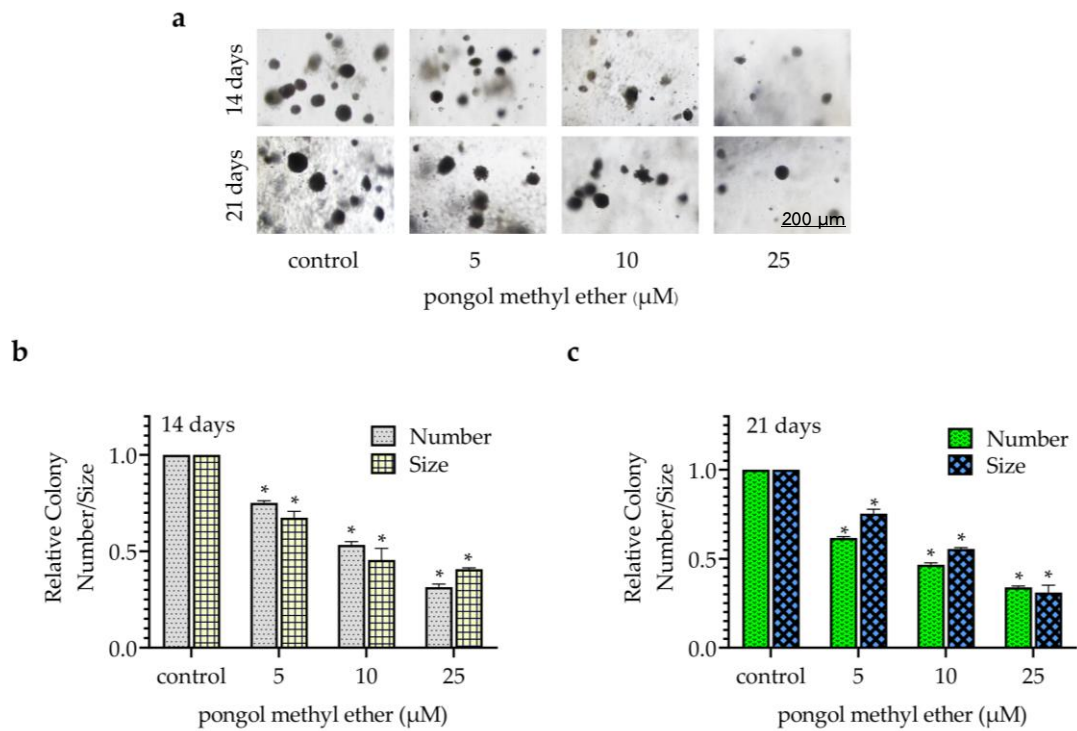 a
14 days
21 days
200 µm
control 5 10 25
pongol methyl ether (µM)
b
Relative Colony
Number/Size
14 days
Number
Size
1.0
0.5
0.0
* * * * * *
control 5 10 25
pongol methyl ether (µM)
c
Relative Colony
Number/Size
21 days
Number
Size
1.0
0.5
0.0
* * * * * *
control 5 10 25
pongol methyl ether (µM)